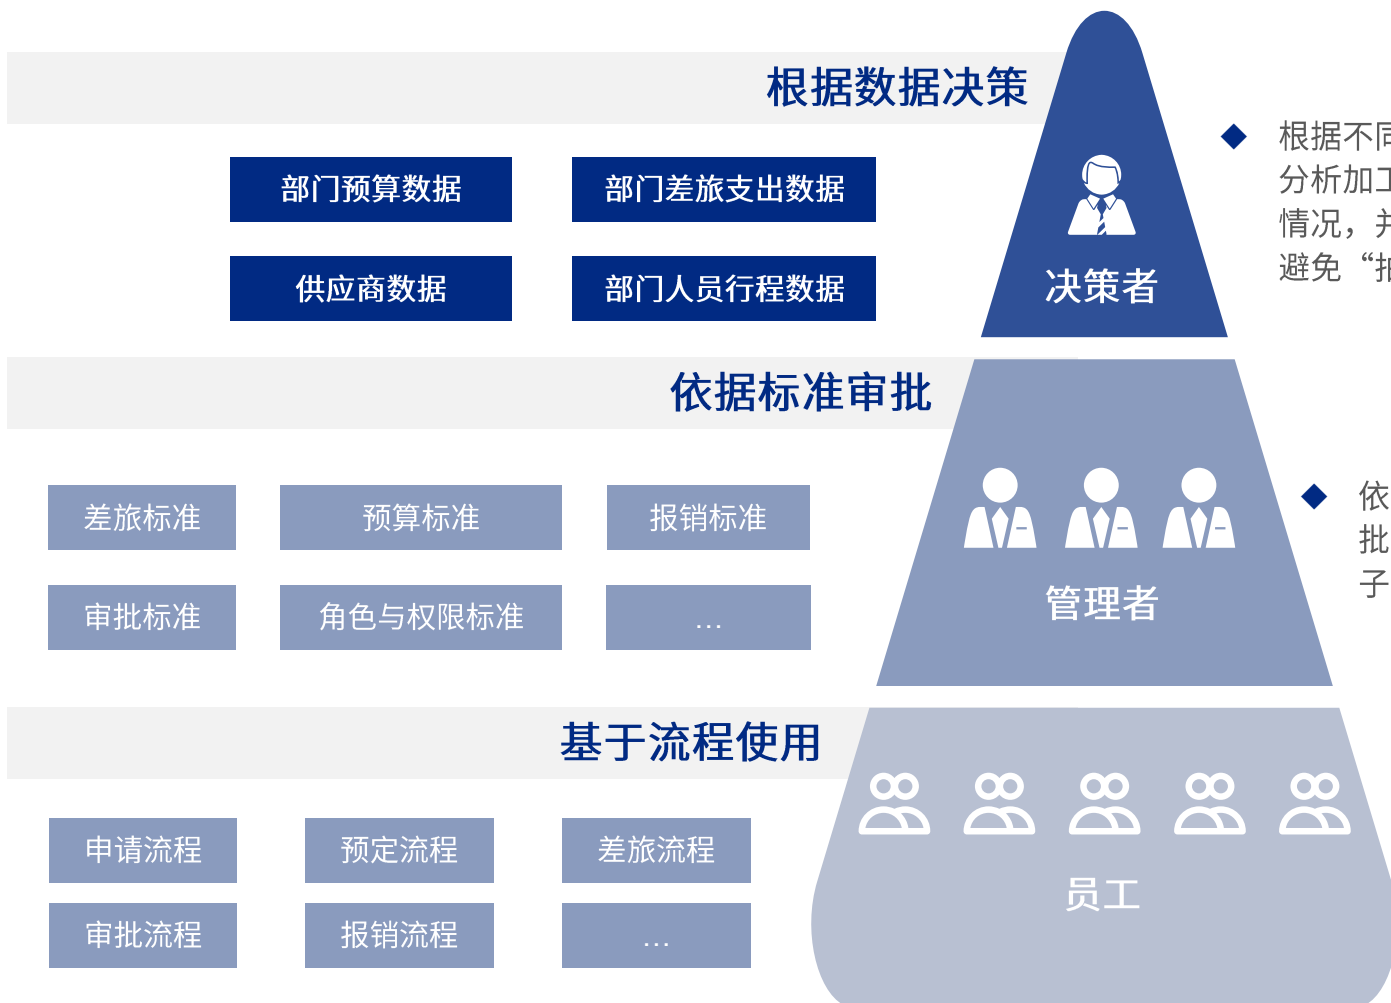 根据数据决策
部门预算数据
部门差旅支出数据
供应商数据
部门人员行程数据
决策者
根据不同
分析加工
情况，并
避免“拍
依据标准审批
差旅标准
预算标准
报销标准
审批标准
角色与权限标准
…
管理者
依
批
子
基于流程使用
申请流程
预定流程
差旅流程
审批流程
报销流程
…
员工